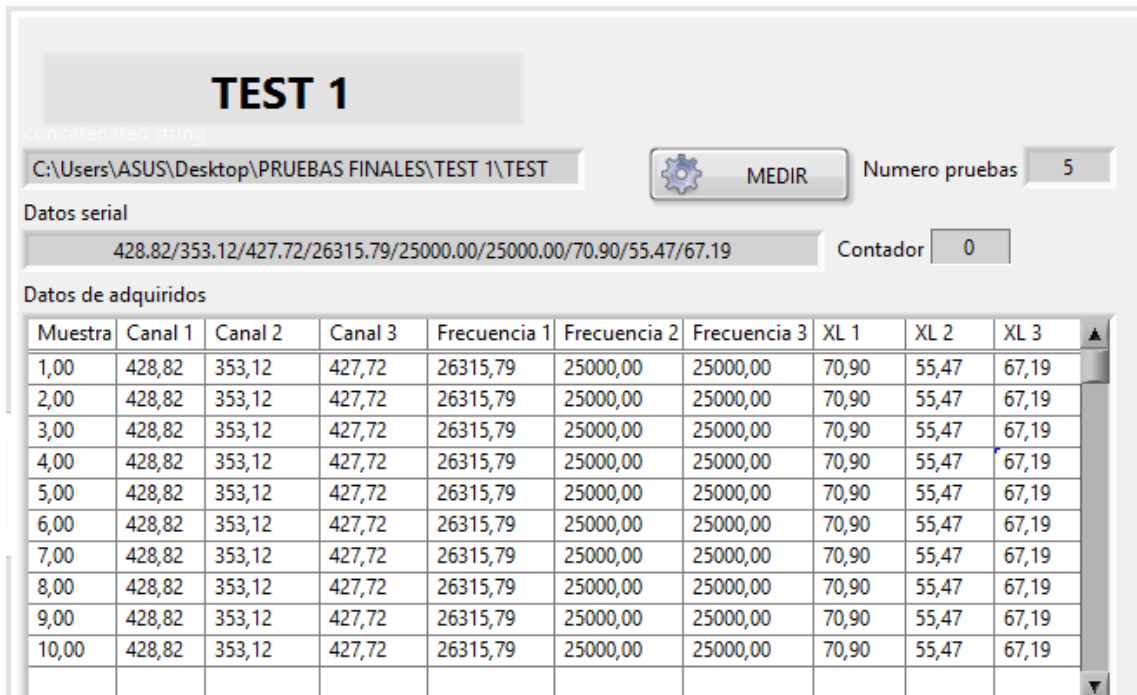 TEST 1
concatenated string
C:\Users\ASUS\Desktop\PRUEBAS FINALES\TEST 1\TEST
MEDIR
Numero pruebas 5
Datos serial
428.82/353.12/427.72/26315.79/25000.00/25000.00/70.90/55.47/67.19
Contador 0
Datos de adquiridos
Muestra Canal 1 Canal 2 Canal 3 Frecuencia 1 Frecuencia 2 Frecuencia 3 XL 1 XL 2 XL 3
1,00 428,82 353,12 427,72 26315,79 25000,00 25000,00 70,90 55,47 67,19
2,00 428,82 353,12 427,72 26315,79 25000,00 25000,00 70,90 55,47 67,19
3,00 428,82 353,12 427,72 26315,79 25000,00 25000,00 70,90 55,47 67,19
4,00 428,82 353,12 427,72 26315,79 25000,00 25000,00 70,90 55,47 67,19
5,00 428,82 353,12 427,72 26315,79 25000,00 25000,00 70,90 55,47 67,19
6,00 428,82 353,12 427,72 26315,79 25000,00 25000,00 70,90 55,47 67,19
7,00 428,82 353,12 427,72 26315,79 25000,00 25000,00 70,90 55,47 67,19
8,00 428,82 353,12 427,72 26315,79 25000,00 25000,00 70,90 55,47 67,19
9,00 428,82 353,12 427,72 26315,79 25000,00 25000,00 70,90 55,47 67,19
10,00 428,82 353,12 427,72 26315,79 25000,00 25000,00 70,90 55,47 67,19